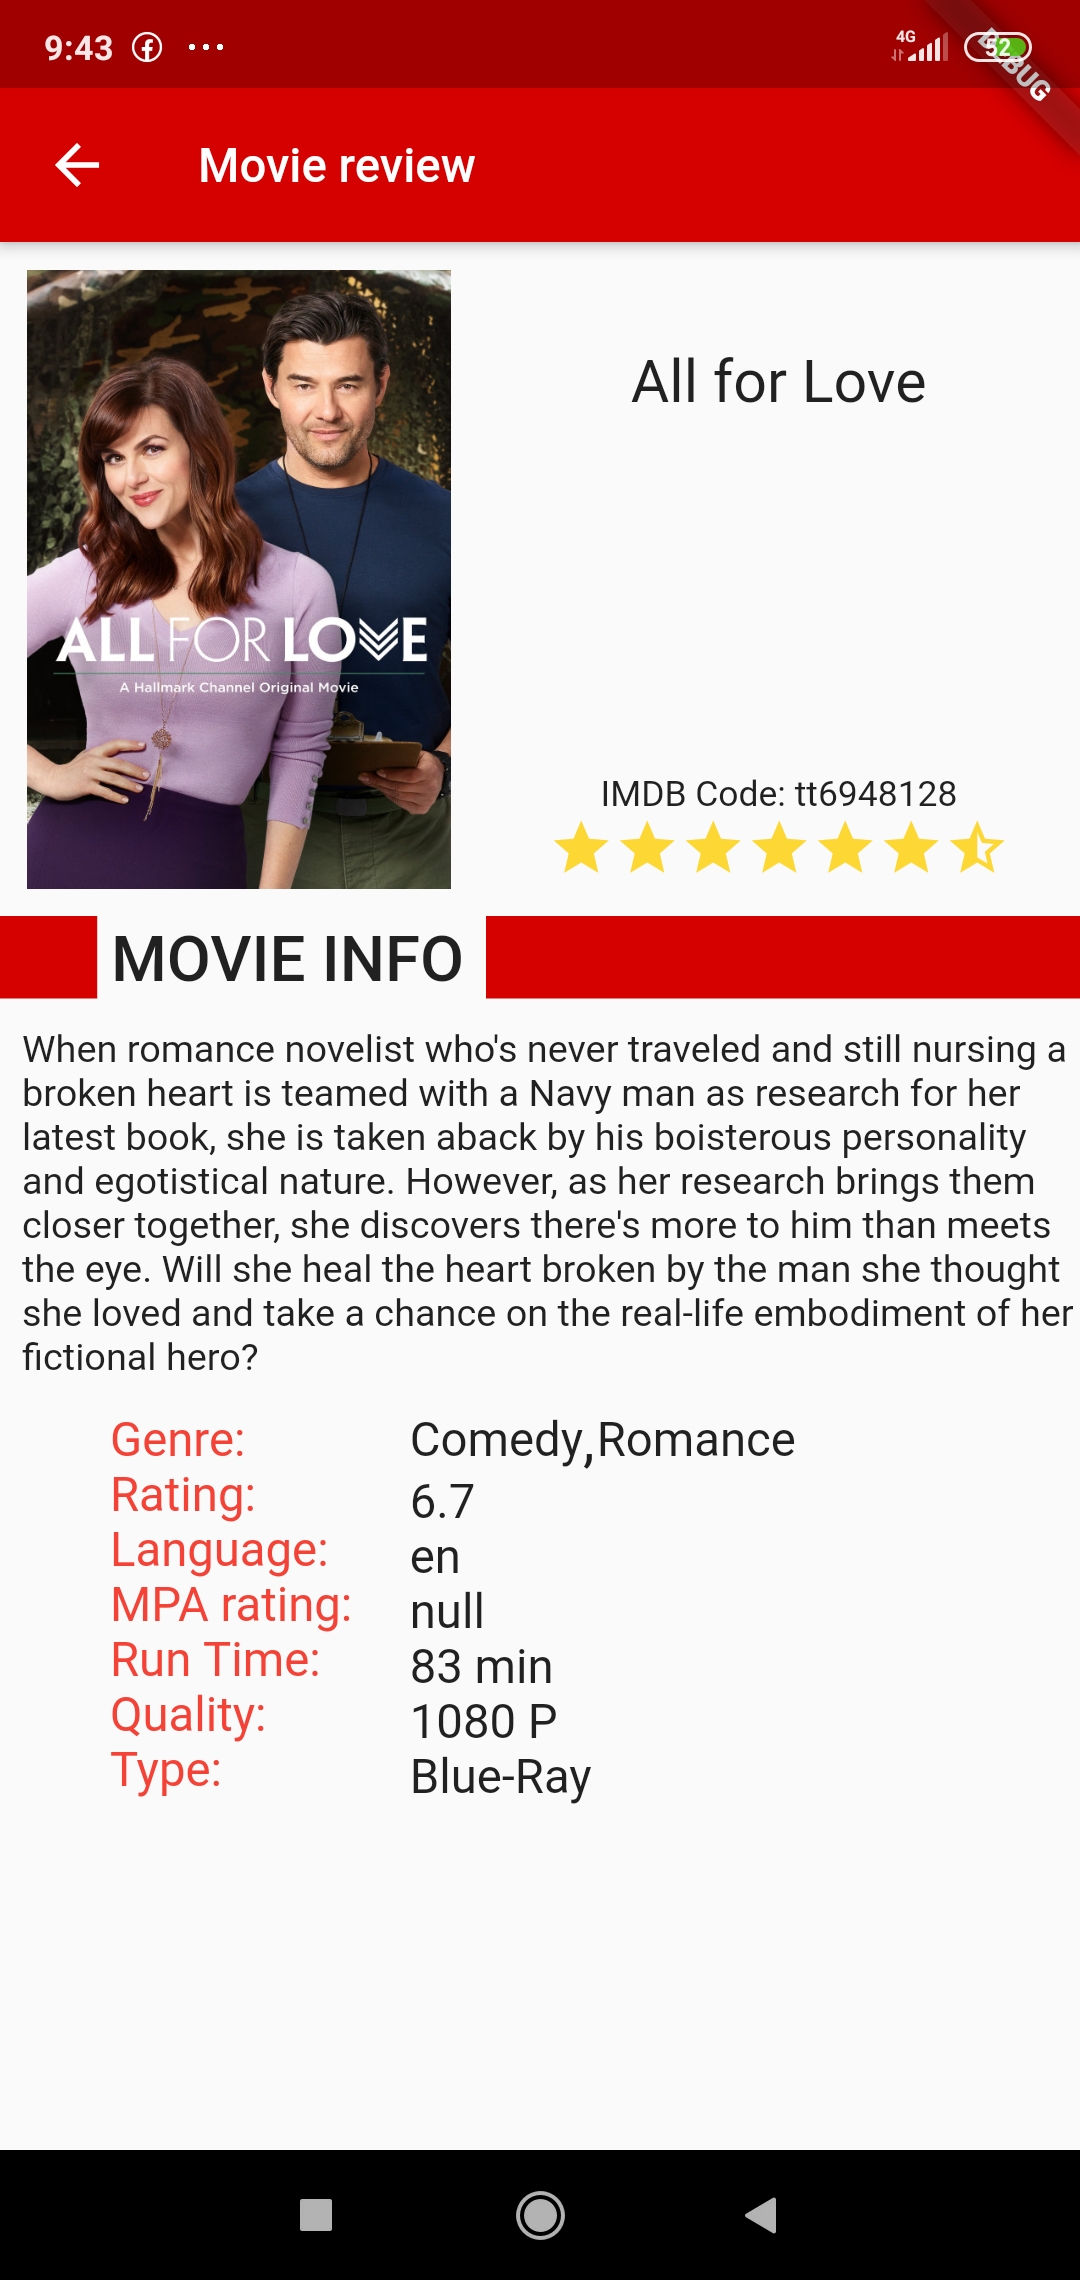 9:43
4G
52
DEBUG
Movie review
ALL FOR LOVE
A Hallmark Channel Original Movie
All for Love
IMDB Code: tt6948128
MOVIE INFO
When romance novelist who's never traveled and still nursing a
broken heart is teamed with a Navy man as research for her
latest book, she is taken aback by his boisterous personality
and egotistical nature. However, as her research brings them
closer together, she discovers there's more to him than meets
the eye. Will she heal the heart broken by the man she thought
she loved and take a chance on the real-life embodiment of her
fictional hero?
Genre: Comedy,Romance
Rating: 6.7
Language: en
MPA rating: null
Run Time: 83 min
Quality: 1080 P
Type: Blue-Ray